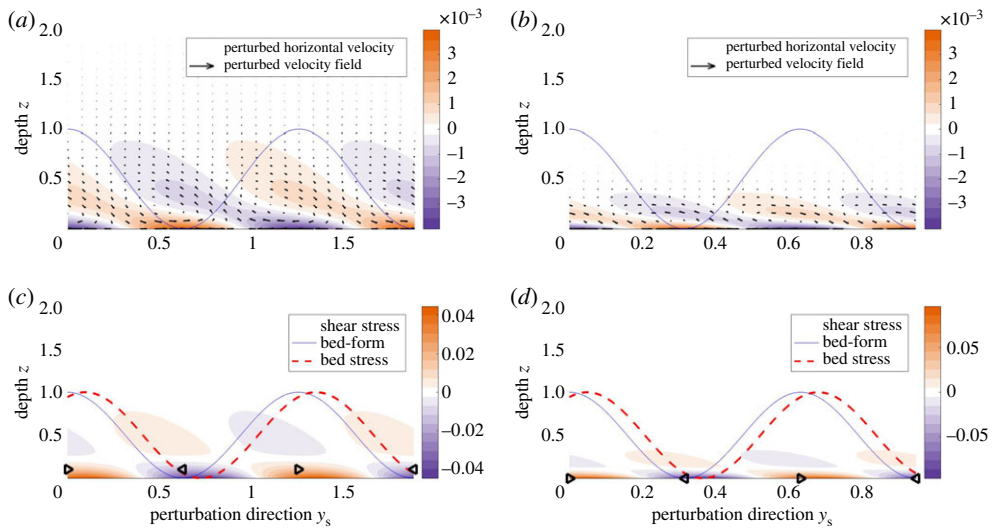 (a)
2.0
1.5
1.0
0.5
0
depth z
perturbed horizontal velocity
perturbed velocity field
0.5
1
1.5
×10⁻³
3
2
1
0
−1
−2
−3
(b)
2.0
1.5
1.0
0.5
0
depth z
perturbed horizontal velocity
perturbed velocity field
0.2
0.4
0.6
0.8
×10⁻³
3
2
1
0
−1
−2
−3
(c)
2.0
1.5
1.0
0.5
0
depth z
shear stress
bed-form
bed stress
0.5
1
1.5
perturbation direction yₛ
0.04
0.02
0
−0.02
−0.04
(d)
2.0
1.5
1.0
0.5
0
depth z
shear stress
bed-form
bed stress
0.2
0.4
0.6
0.8
perturbation direction yₛ
0.05
0
−0.05